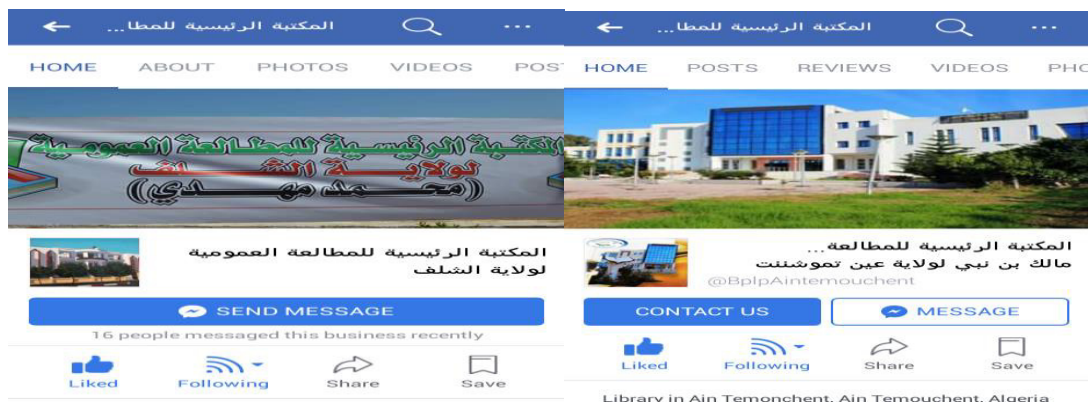 المكتبة الرئيسية للمطا...
HOME ABOUT PHOTOS VIDEOS POS
المكتبة الرئيسية للمطالعة العمومية
لولاية الشلف
(محمد مهدي)
المكتبة الرئيسية للمطالعة العمومية
لولاية الشلف
SEND MESSAGE
16 people messaged this business recently
Liked Following Share Save
المكتبة الرئيسية للمطا...
HOME POSTS REVIEWS VIDEOS PHO
المكتبة الرئيسية للمطالعة...
مالك بن نبي لولاية عين تموشنت
@BplpAintemouchent
CONTACT US MESSAGE
Liked Following Share Save
Library in Ain Temonchent, Ain Temouchent, Algeria